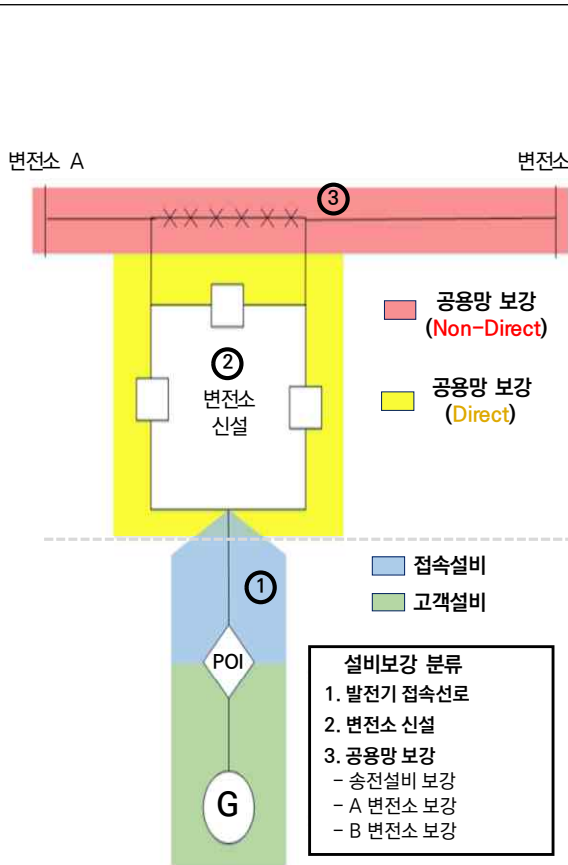 변전소 A
변전소
③
공용망 보강
(Non-Direct)
②
변전소
신설
공용망 보강
(Direct)
접속설비
①
고객설비
POI
설비보강 분류
1. 발전기 접속선로
2. 변전소 신설
3. 공용망 보강
- 송전설비 보강
- A 변전소 보강
- B 변전소 보강
G